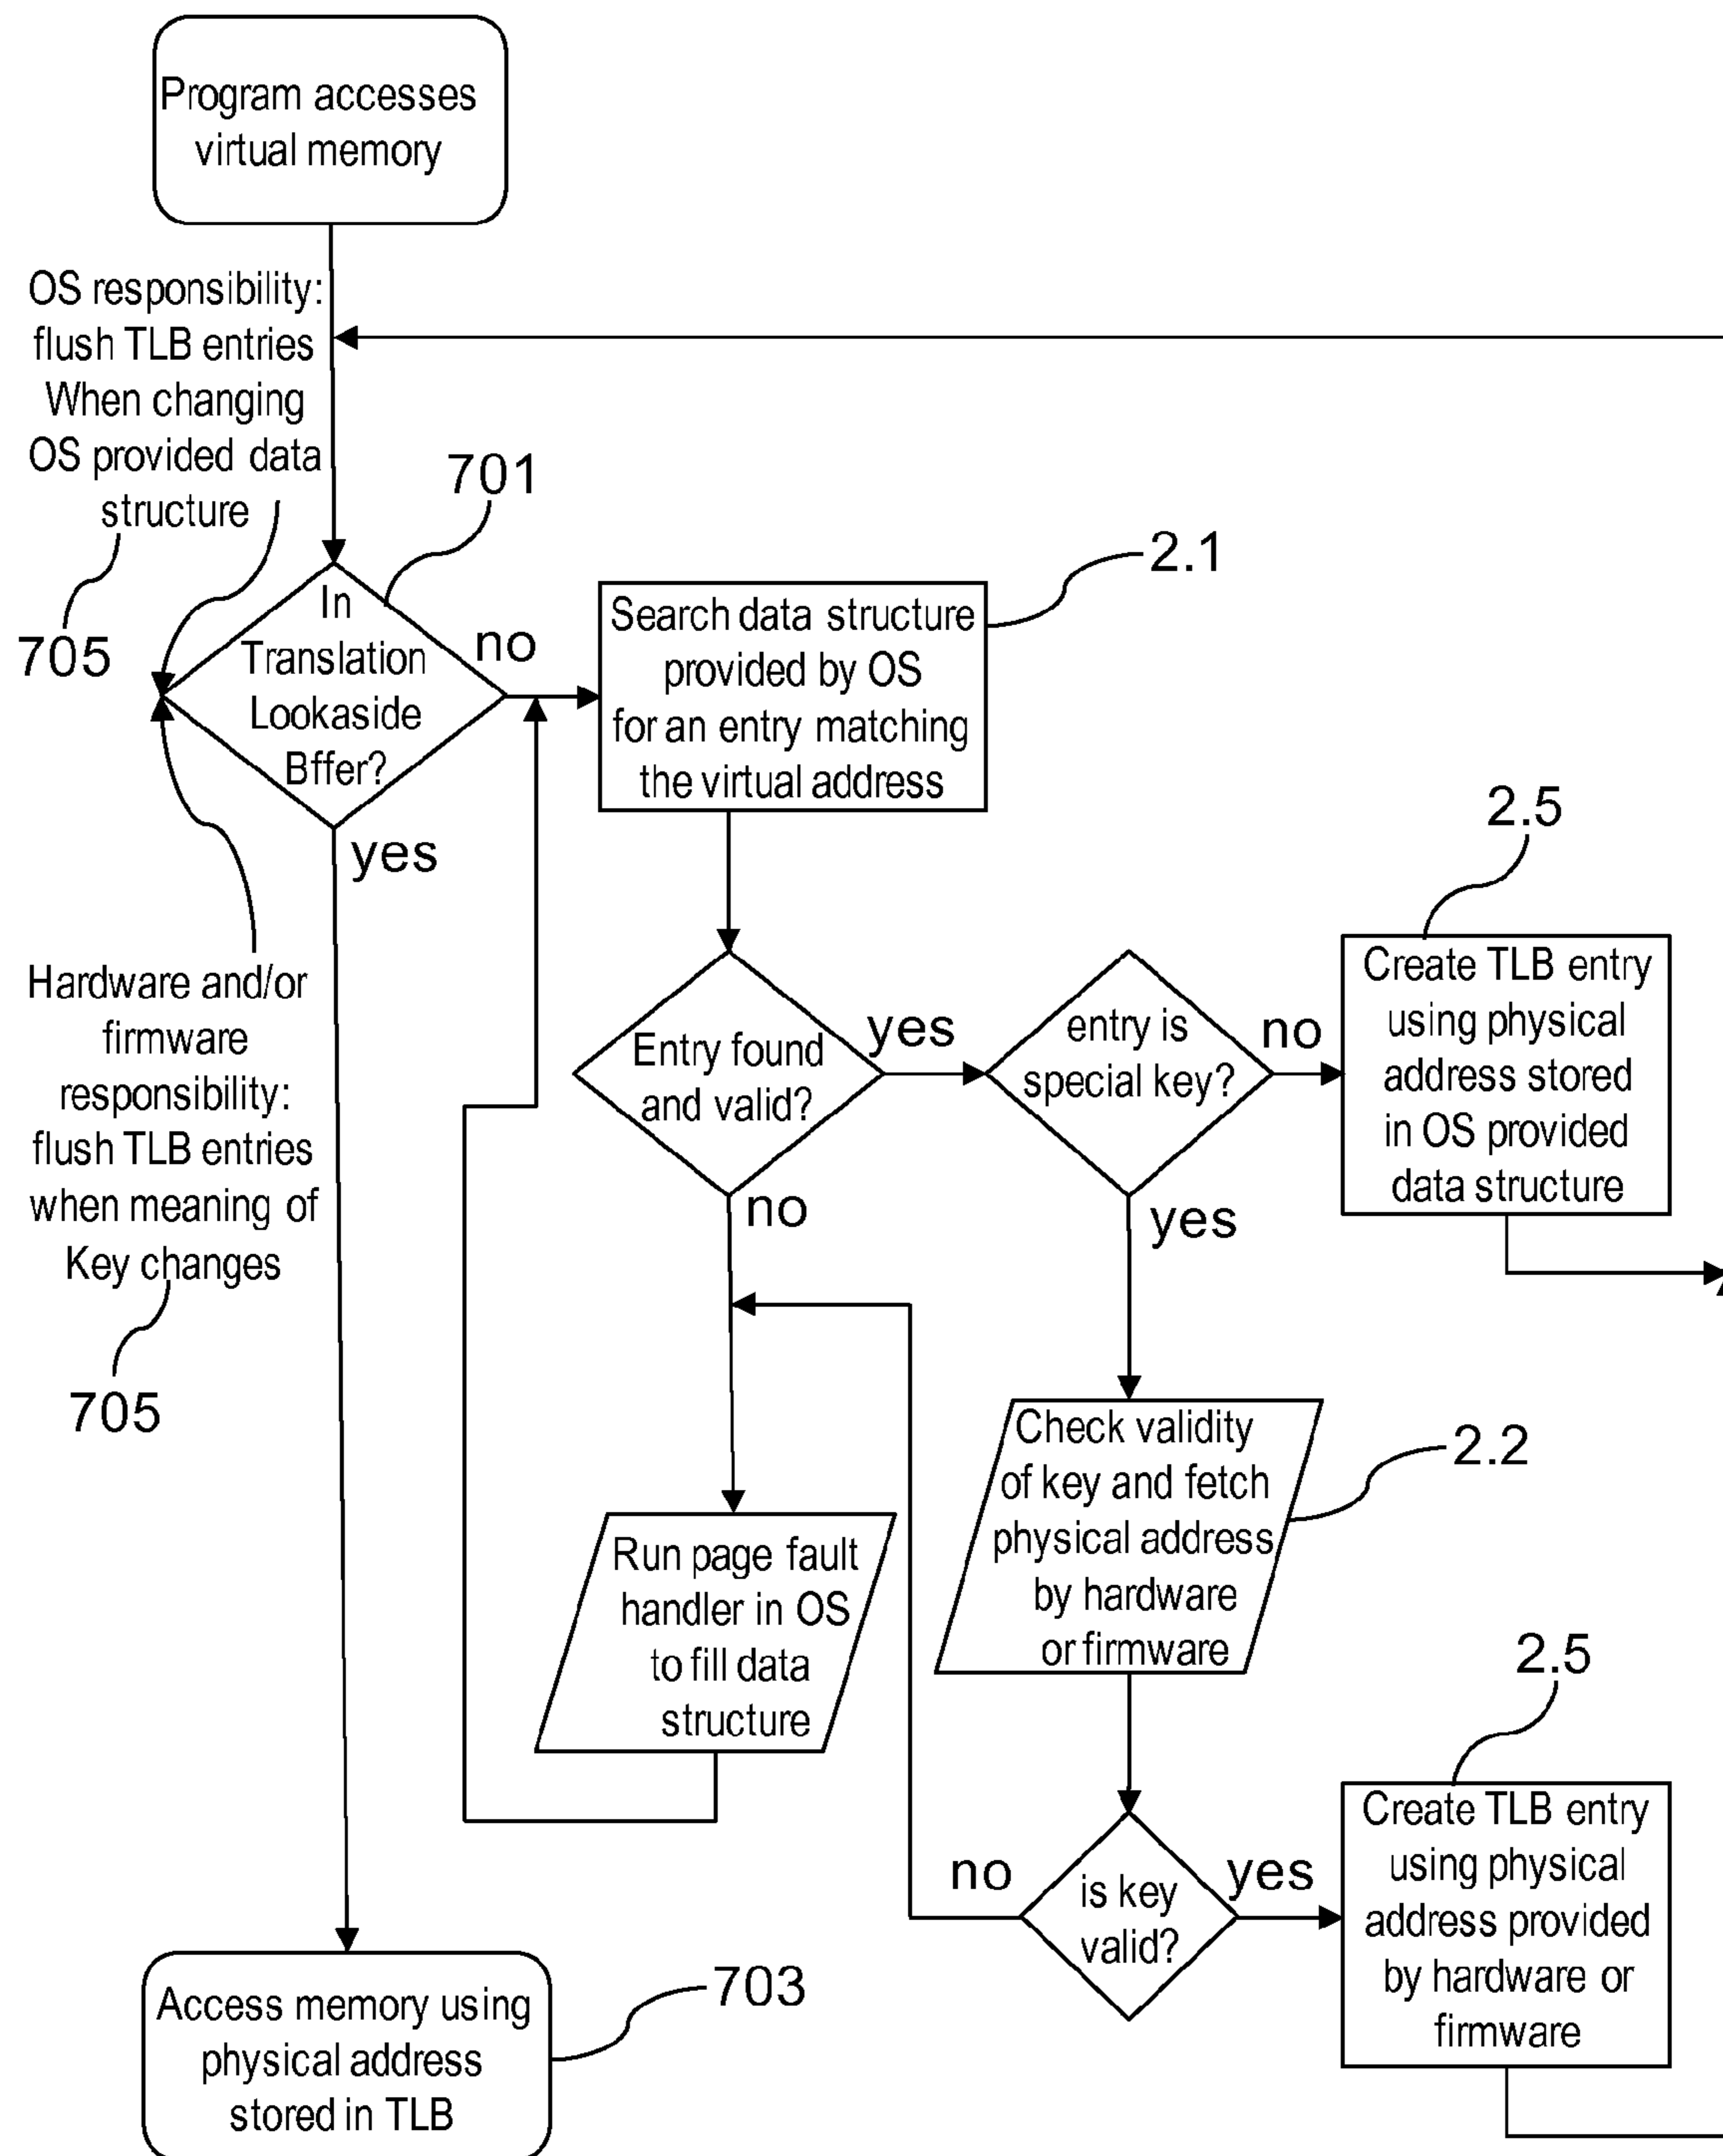 Program accesses
virtual memory
OS responsibility:
flush TLB entries
When changing
OS provided data
structure
705
701
In
Translation
Lookaside
Bffer?
no
yes
2.1
Search data structure
provided by OS
for an entry matching
the virtual address
Hardware and/or
firmware
responsibility:
flush TLB entries
when meaning of
Key changes
705
Entry found
and valid?
yes
no
entry is
special key?
no
yes
2.5
Create TLB entry
using physical
address stored
in OS provided
data structure
Run page fault
handler in OS
to fill data
structure
2.2
Check validity
of key and fetch
physical address
by hardware
or firmware
no
is key
valid?
yes
2.5
Create TLB entry
using physical
address provided
by hardware or
firmware
703
Access memory using
physical address
stored in TLB